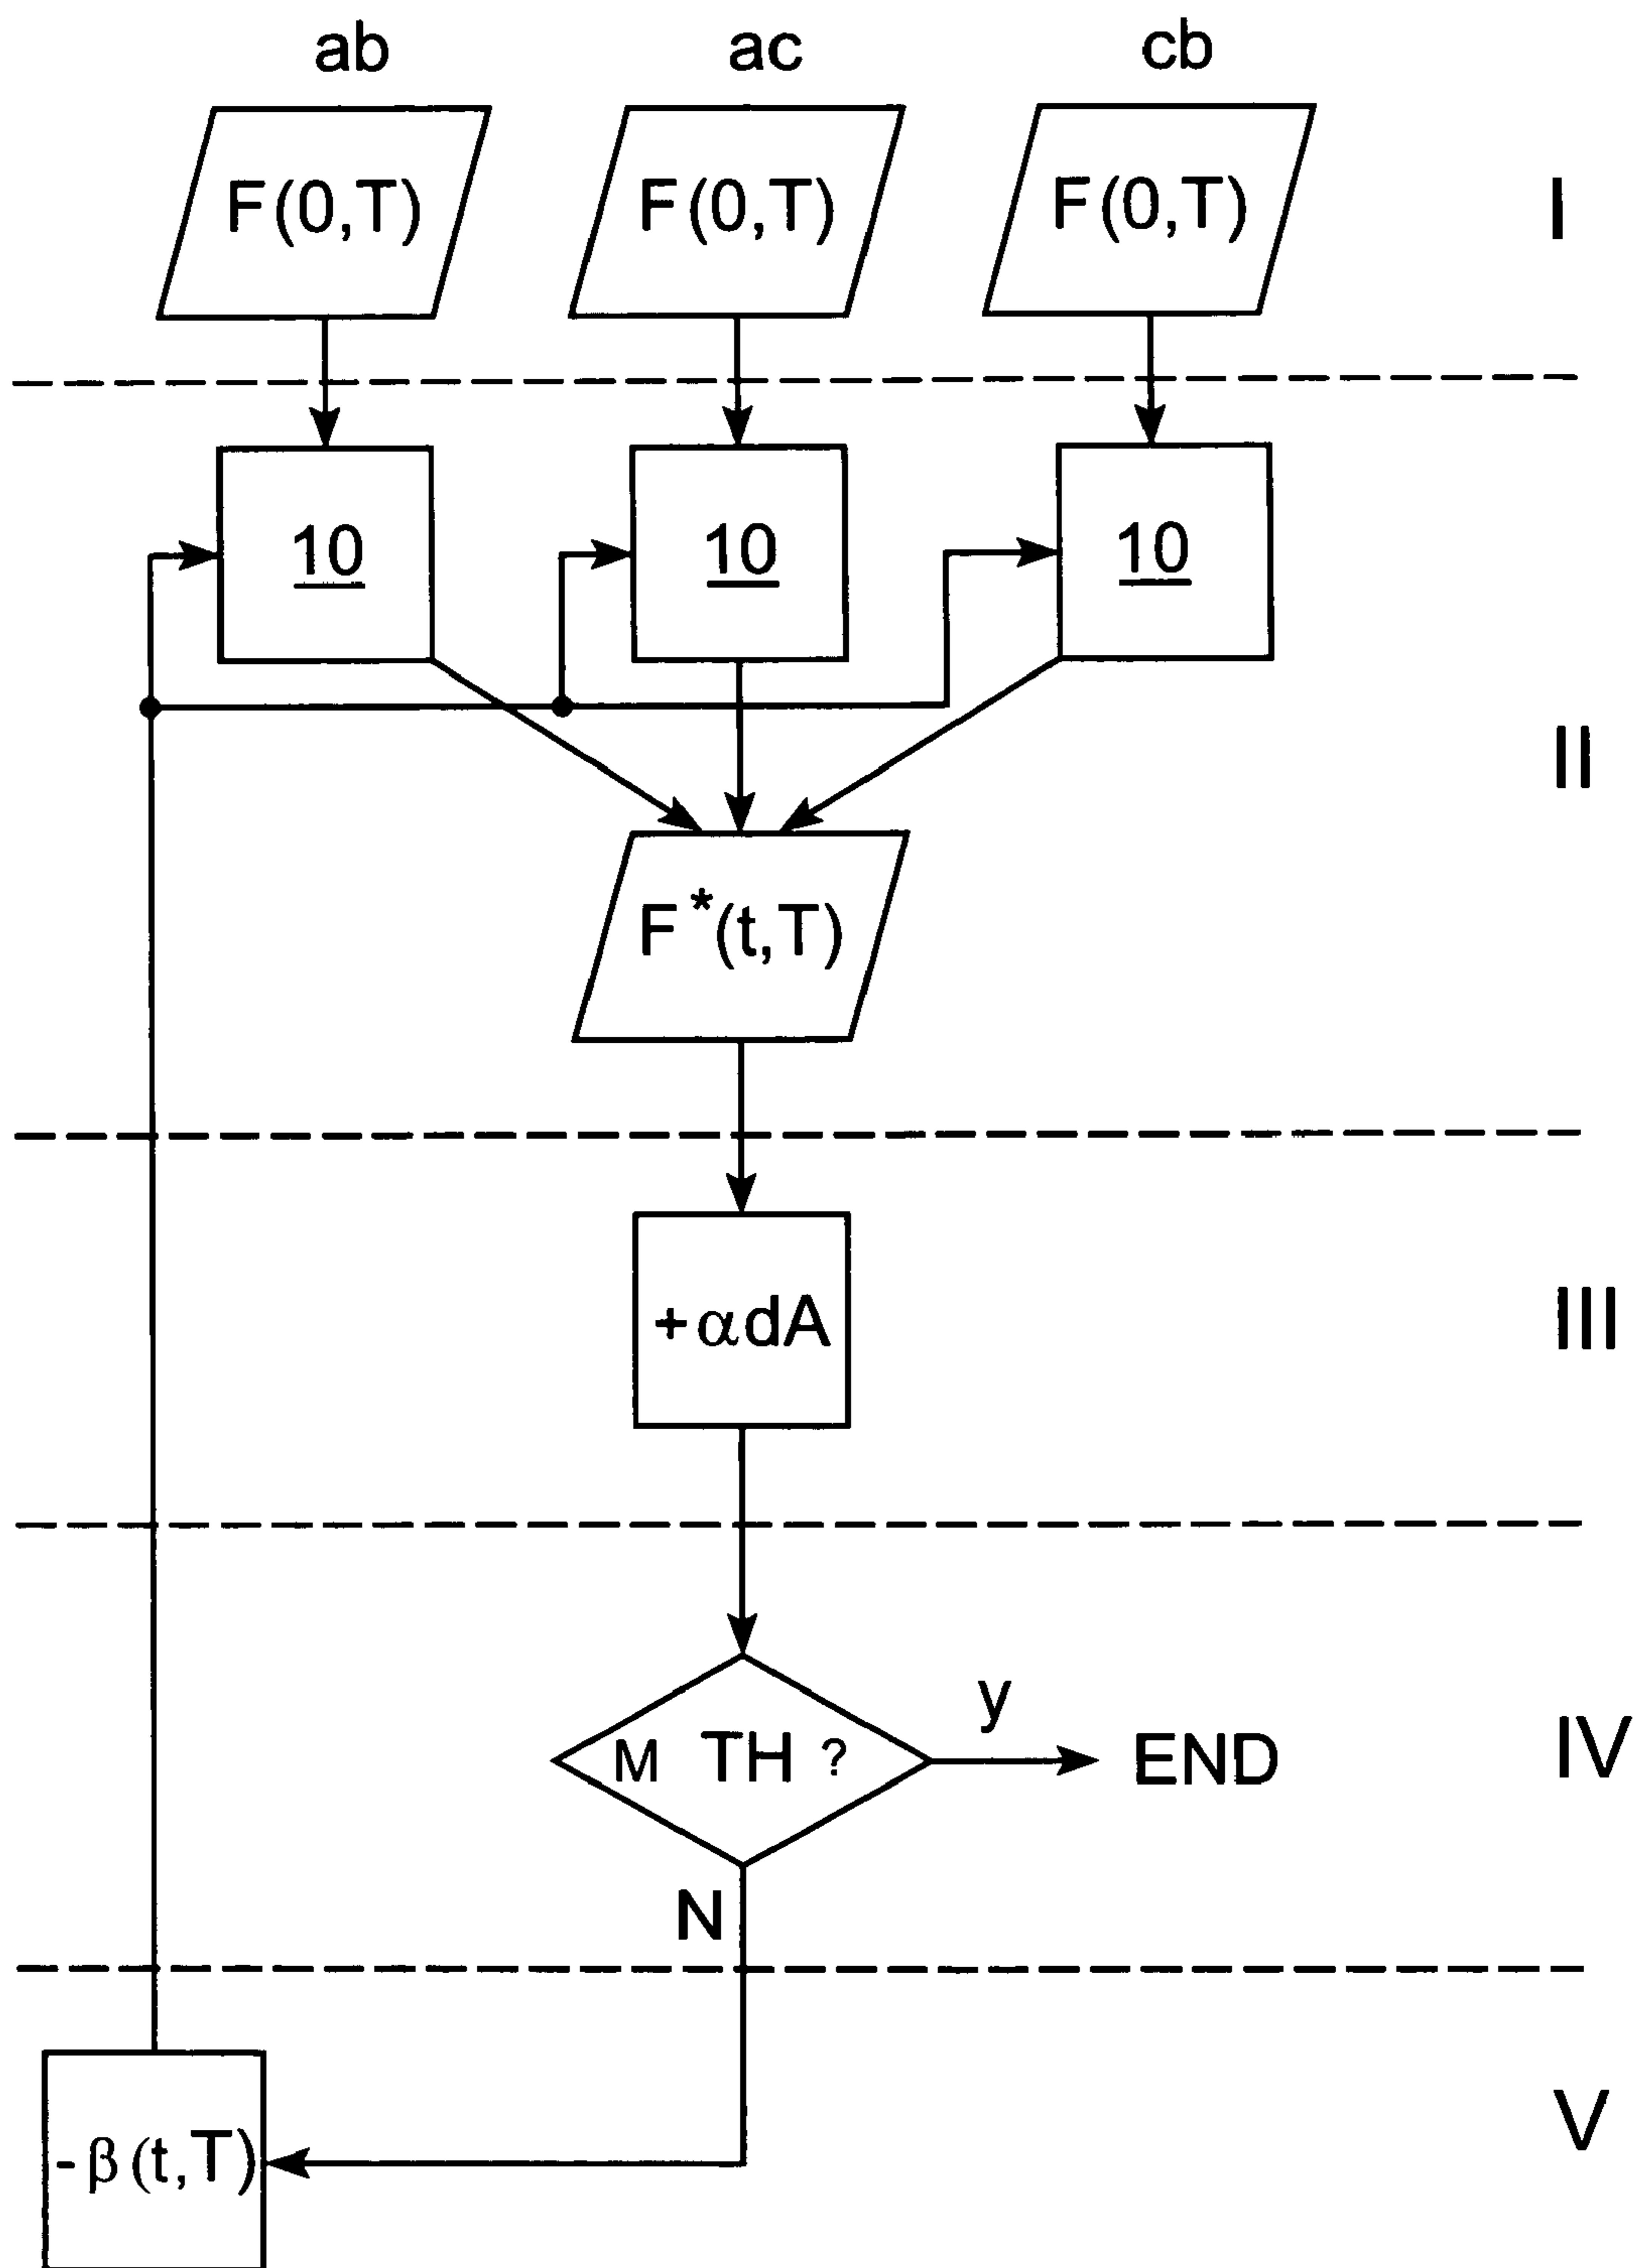 ab ac cb
F(0,T) F(0,T) F(0,T) I
10 10 10
II
F*(t,T)
+αdA III
y
M TH ? END IV
N
-β(t,T) V